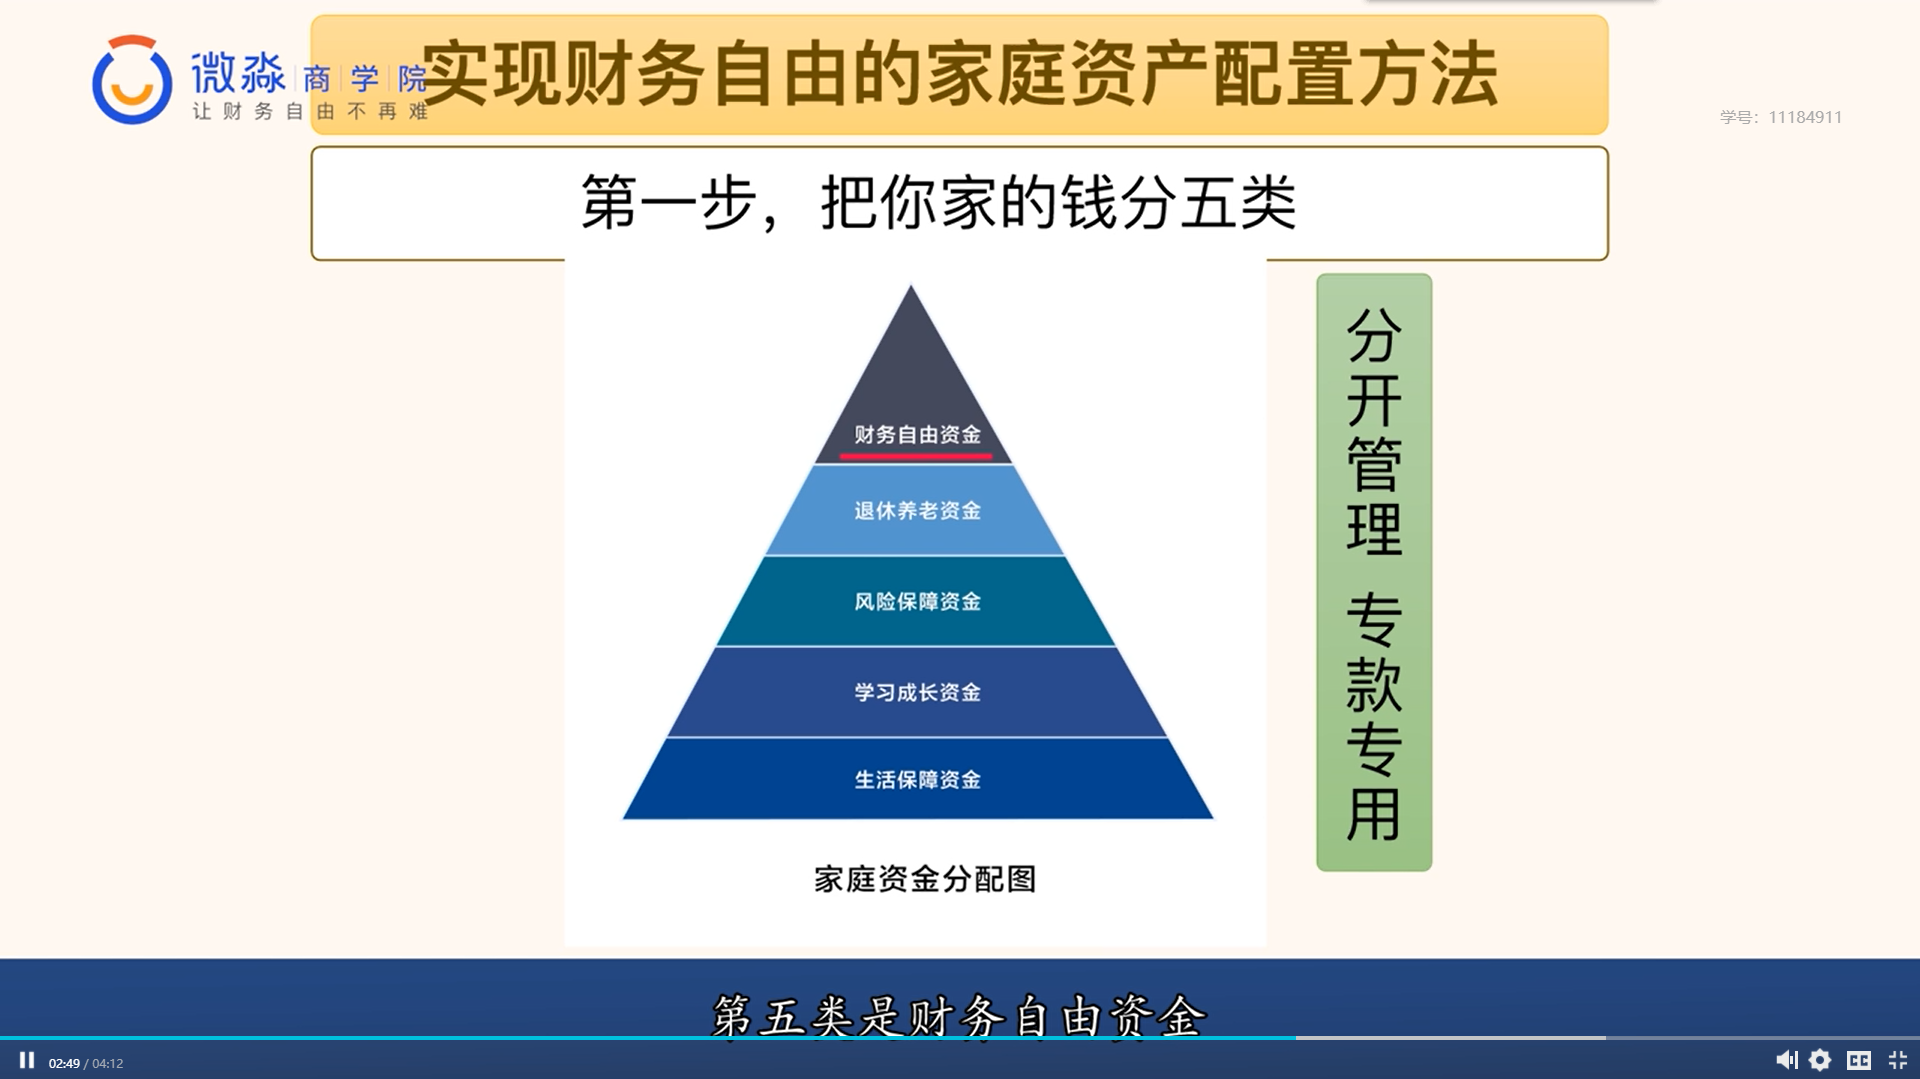 微淼 商学院
让财务自由不再难
实现财务自由的家庭资产配置方法
学号：11184911
第一步，把你家的钱分五类
财务自由资金
退休养老资金
风险保障资金
学习成长资金
生活保障资金
家庭资金分配图
分开管理 专款专用
第五类是财务自由资金
02:49 / 04:12
CC